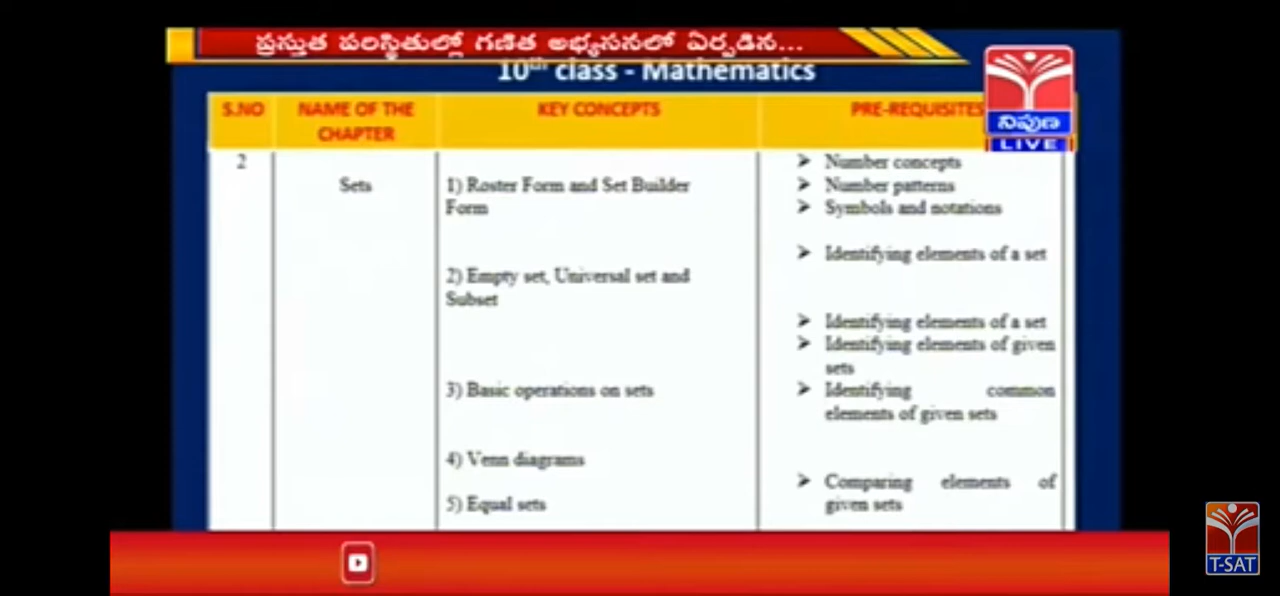 ప్రస్తుత పరిస్థితుల్లో గణిత అభ్యసనలో ఏర్పడిన...
10th class - Mathematics
నిపుణ
LIVE
S.NO NAME OF THE CHAPTER KEY CONCEPTS PRE-REQUISITES
2
Sets
1) Roster Form and Set Builder
Form
2) Empty set, Universal set and
Subset
3) Basic operations on sets
4) Venn diagrams
5) Equal sets
➤ Number concepts
➤ Number patterns
➤ Symbols and notations
➤ Identifying elements of a set
➤ Identifying elements of a set
➤ Identifying elements of given
sets
➤ Identifying common
elements of given sets
➤ Comparing elements of
given sets
T-SAT